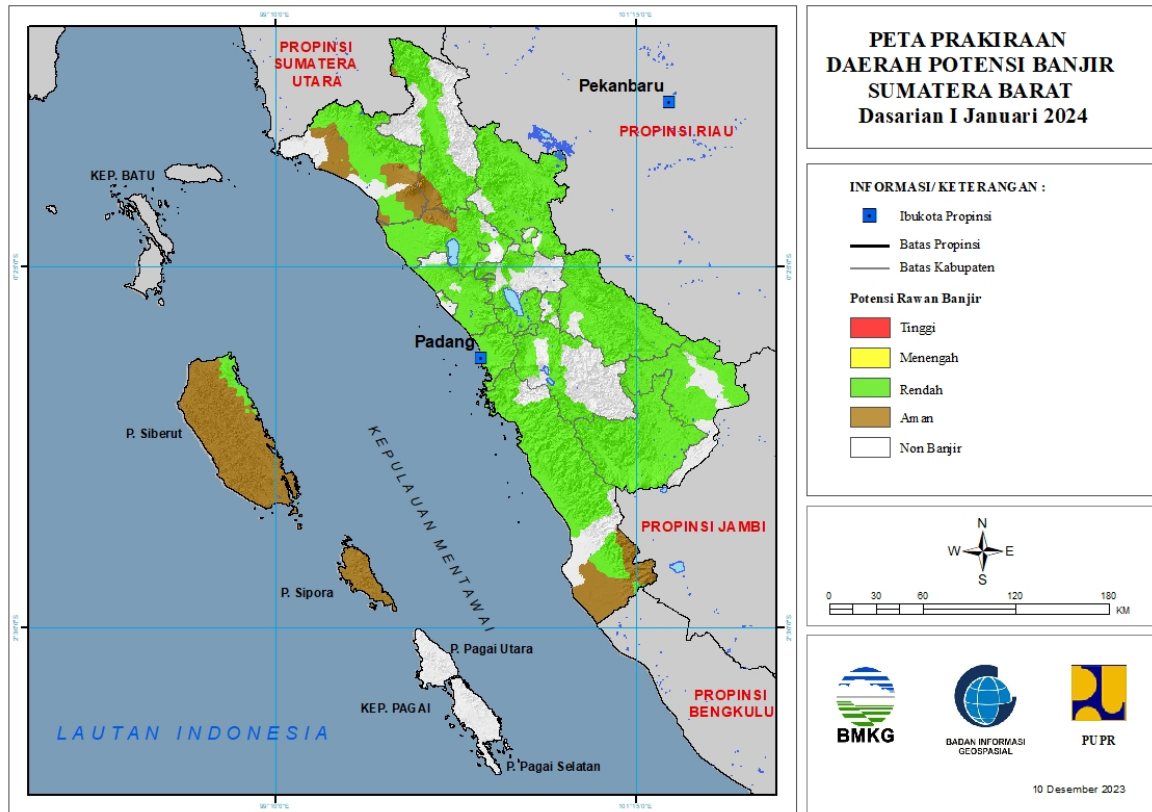 PROPINSI
SUMATERA
UTARA
Pekanbaru
PROPINSI RIAU
KEP. BATU
Padang
P. Siberut
KEPULAUAN MENTAWAI
PROPINSI JAMBI
P. Sipora
P. Pagai Utara
KEP. PAGAI
PROPINSI
BENGKULU
LAUTAN INDONESIA
P. Pagai Selatan
PETA PRAKIRAAN
DAERAH POTENSI BANJIR
SUMATERA BARAT
Dasarian I Januari 2024
INFORMASI/ KETERANGAN :
Ibukota Propinsi
Batas Propinsi
Batas Kabupaten
Potensi Rawan Banjir
Tinggi
Menengah
Rendah
Aman
Non Banjir
N
W E
S
0 30 60 120 180
KM
BMKG
BADAN INFORMASI
GEOSPASIAL
PUPR
10 Desember 2023